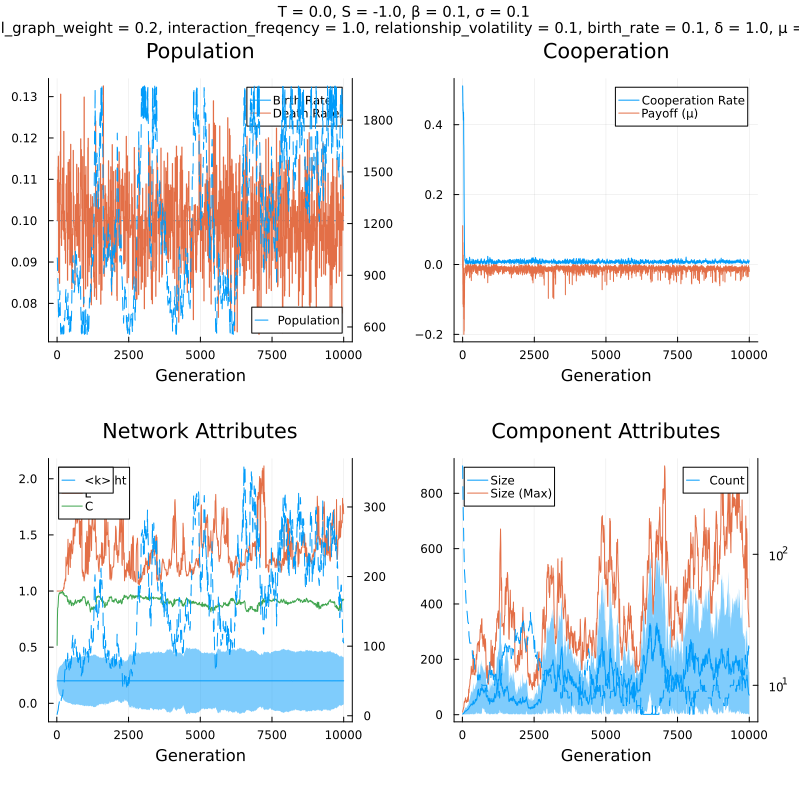 T = 0.0, S = -1.0, β = 0.1, σ = 0.1
l_graph_weight = 0.2, interaction_freqency = 1.0, relationship_volatility = 0.1, birth_rate = 0.1, δ = 1.0, μ =
Population
Cooperation
Birth Rate
Death Rate
Population
0.13
0.12
0.11
0.10
0.09
0.08
1800
1500
1200
900
600
0
2500
5000
7500
10000
Generation
Cooperation Rate
Payoff (μ)
0.4
0.2
0.0
−0.2
0
2500
5000
7500
10000
Generation
Network Attributes
Component Attributes
<k> ht
L
C
2.0
1.5
1.0
0.5
0.0
300
200
100
0
0
2500
5000
7500
10000
Generation
Size
Size (Max)
Count
800
600
400
200
0
10²
10¹
0
2500
5000
7500
10000
Generation